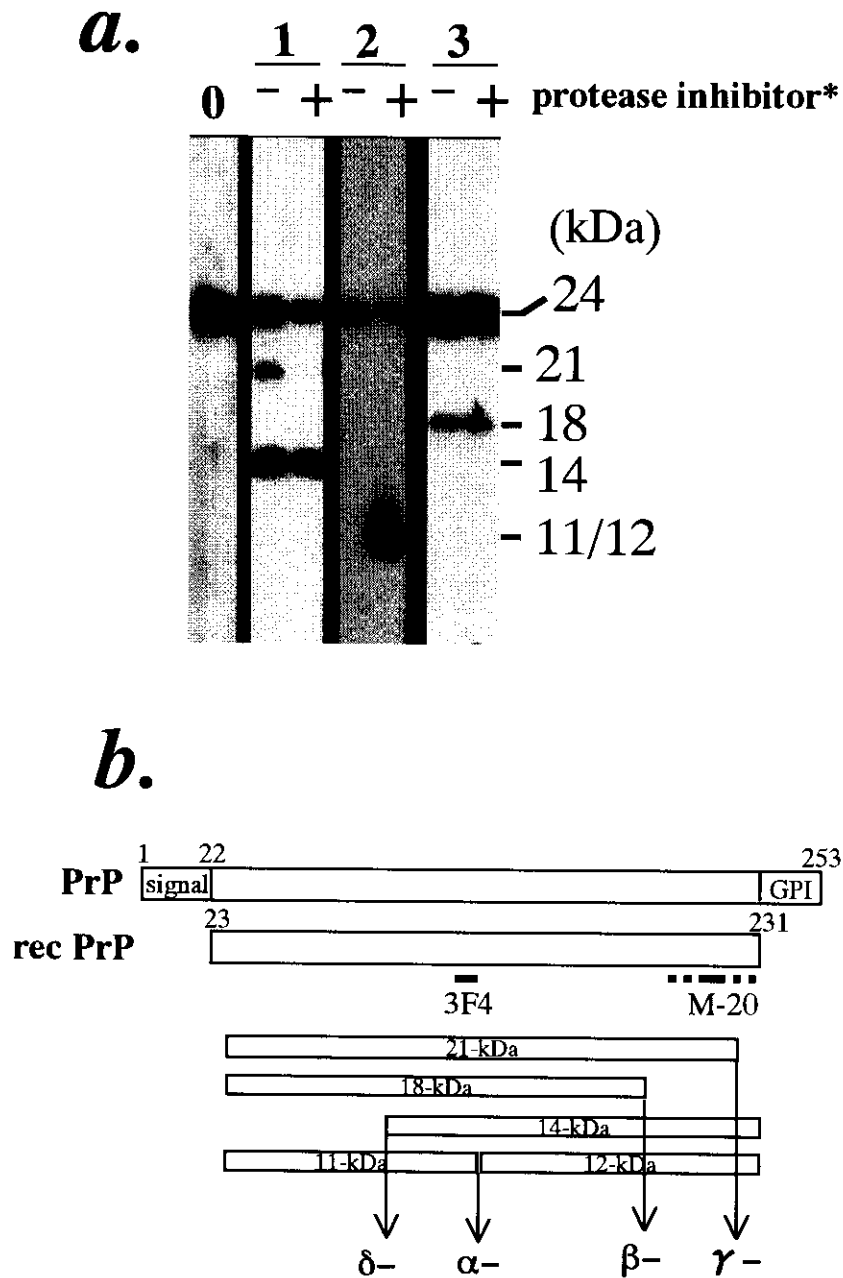 a.
1 2 3
0 − + − + − + protease inhibitor*
(kDa)
24
21
18
14
11/12
b.
1 22 253
PrP signal GPI
23 231
rec PrP
3F4 M-20
21-kDa
18-kDa
14-kDa
11-kDa 12-kDa
δ− α− β− γ −